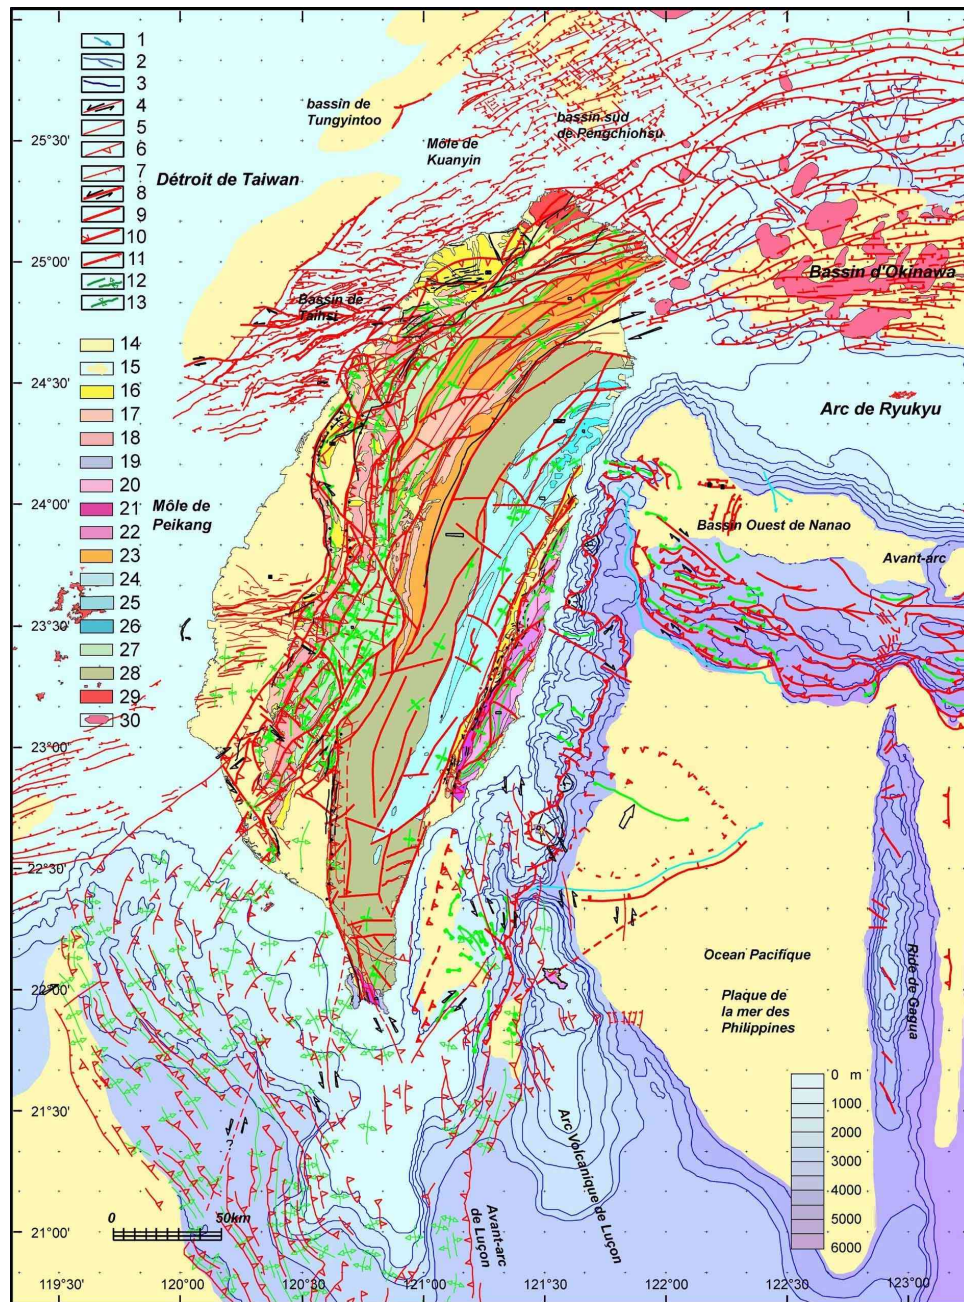 1
2
3
4
5
6
7
8
9
10
11
12
13
14
15
16
17
18
19
20
21
22
23
24
25
26
27
28
29
30
bassin de
Tungyintoo
bassin sud
de Pengchiohsu
Môle de
Kuanyin
Détroit de Taiwan
Bassin d'Okinawa
Bassin de
Taihsi
Arc de Ryukyu
Môle de
Peikang
Bassin Ouest de Nanao
Avant-arc
Ocean Pacifique
Plaque de
la mer des
Philippines
Ride de Gagua
Arc Volcanique de Luçon
Avant-arc
de Luçon
?
0 50km
0 m
1000
2000
3000
4000
5000
6000
25°30'
25°00'
24°30'
24°00'
23°30'
23°00'
22°30'
22°00'
21°30'
21°00'
119°30'
120°00'
120°30'
121°00'
121°30'
122°00'
122°30'
123°00'